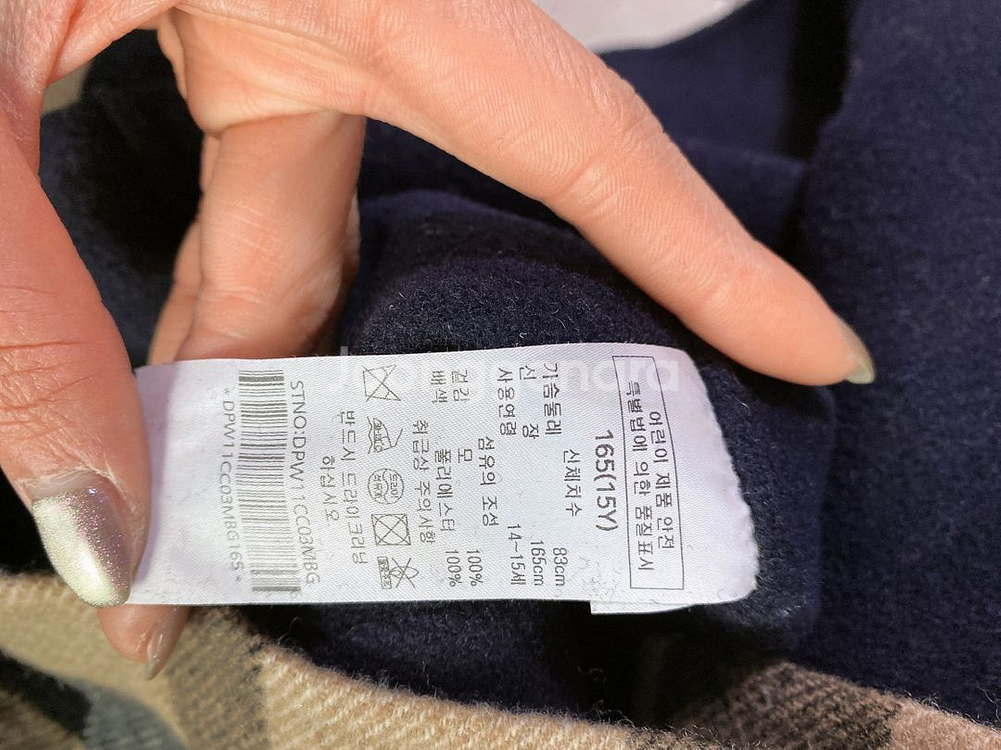 어린이 제품 안전
특별법에 의한 품질표시
165(15Y)
신체치수
가슴둘레 83cm
신 장 165cm
사용연령 14~15세
섬유의 조성
겉감 모 100%
배색 폴리에스터 100%
취급상 주의사항
드라이
반드시 드라이크리닝
하십시오
STNO:DPW11CC03MBG
*DPW11CC03MBG165*